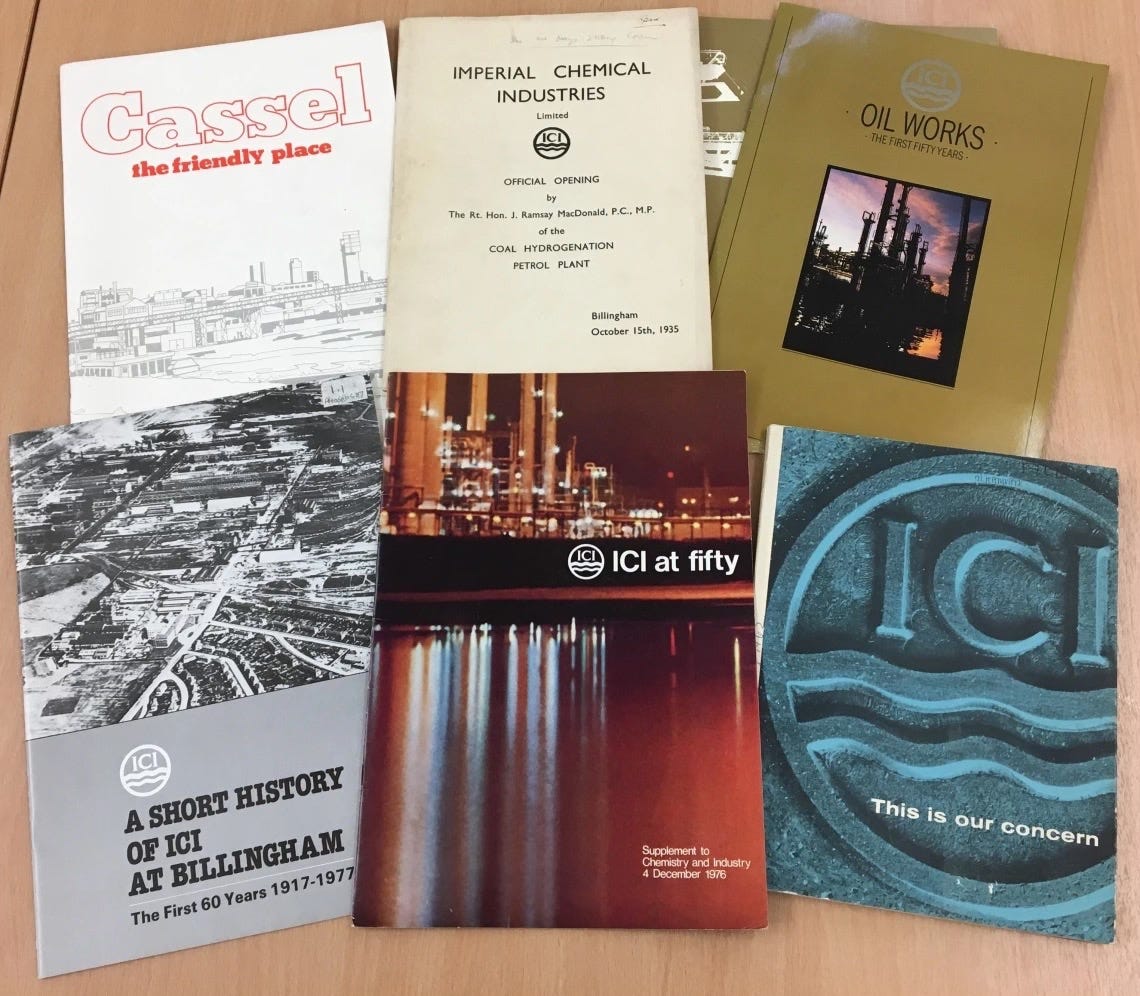 Cassel
the friendly place
IMPERIAL CHEMICAL
INDUSTRIES
Limited
ICI
OFFICIAL OPENING
by
The Rt. Hon. J. Ramsay MacDonald, P.C., M.P.
of the
COAL HYDROGENATION
PETROL PLANT
Billingham
October 15th, 1935
ICI
· OIL WORKS ·
- THE FIRST FIFTY YEARS -
1.1
ICI
A SHORT HISTORY
OF ICI
AT BILLINGHAM
The First 60 Years 1917-1977
ICI
ICI at fifty
Supplement to
Chemistry and Industry
4 December 1976
ICI
This is our concern